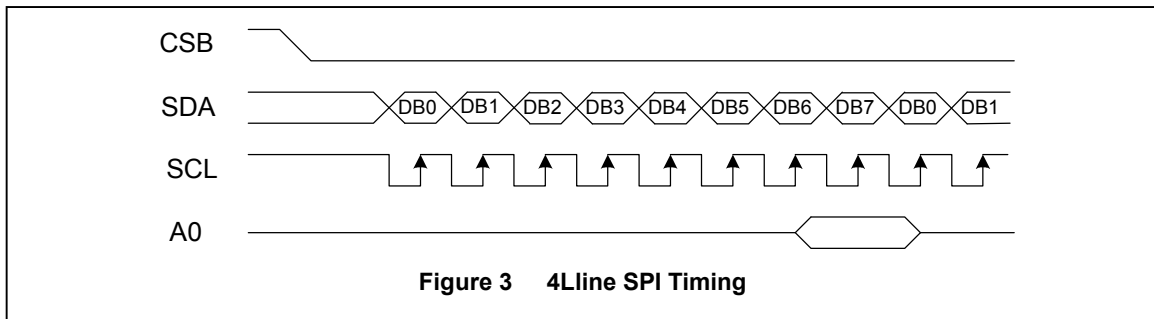 CSB
SDA DB0 DB1 DB2 DB3 DB4 DB5 DB6 DB7 DB0 DB1
SCL
A0
Figure 3 4Lline SPI Timing